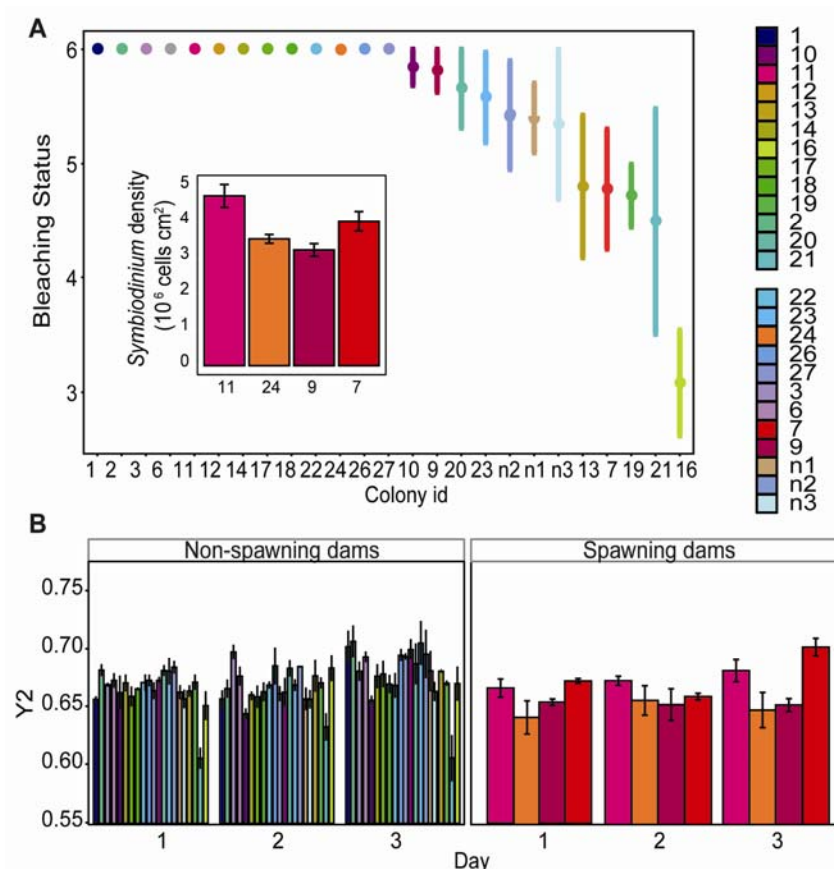 A
Bleaching Status
6
5
4
3
Symbiodinium density
(10⁶ cells cm²)
5
4
3
2
1
0
11 24 9 7
1 2 3 6 11 12 14 17 18 22 24 26 27 10 9 20 23 n2 n1 n3 13 7 19 21 16
Colony id
1
10
11
12
13
14
16
17
18
19
2
20
21
22
23
24
26
27
3
6
7
9
n1
n2
n3
B
Non-spawning dams
Spawning dams
Y2
0.75
0.70
0.65
0.60
0.55
1 2 3 1 2 3
Day